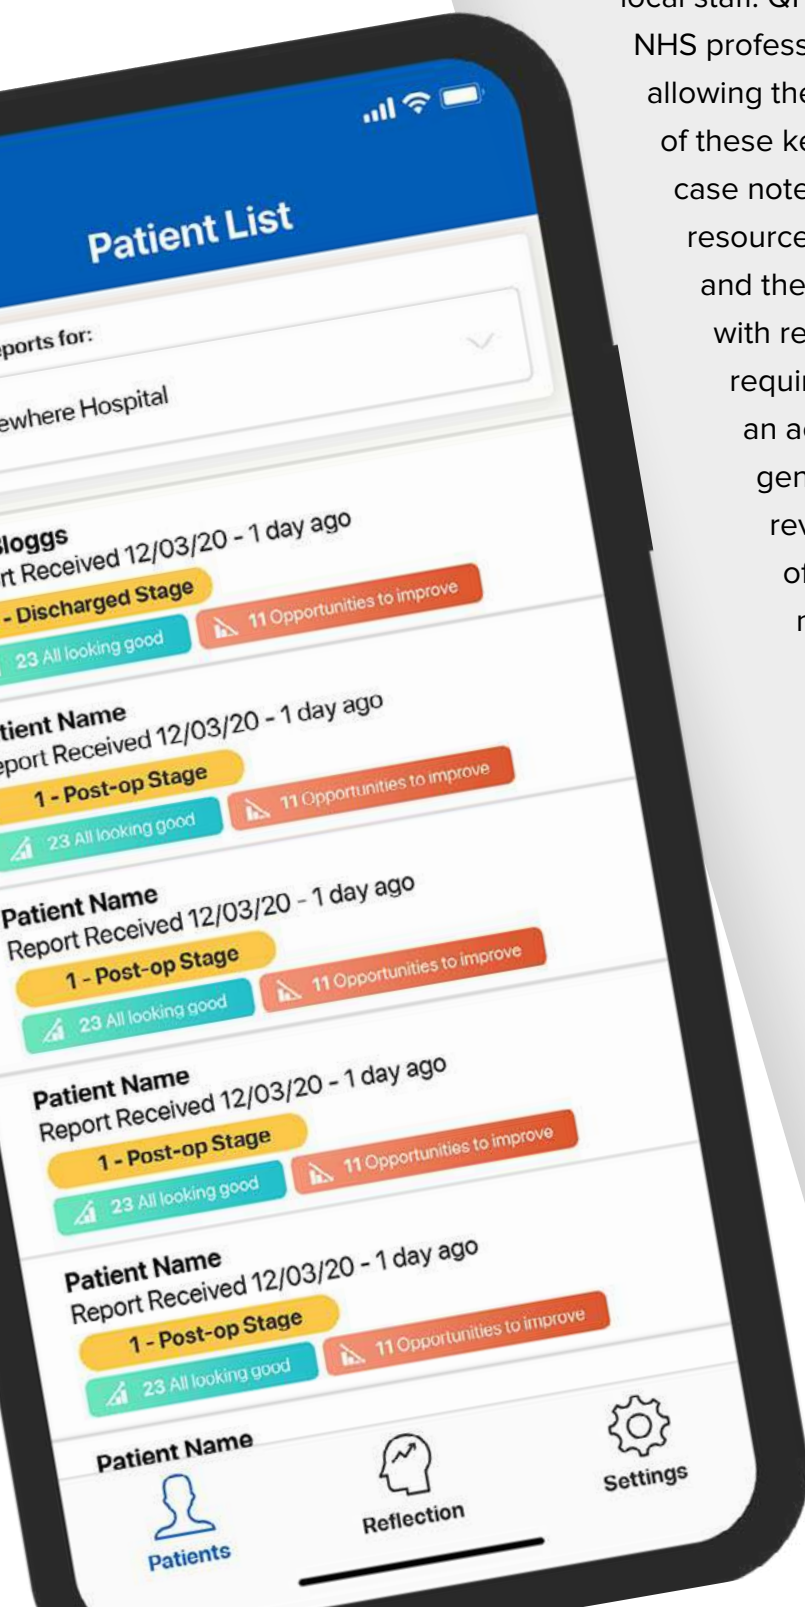 Patient List
ports for:
ewhere Hospital
loggs
rt Received 12/03/20 - 1 day ago
- Discharged Stage
23 All looking good
11 Opportunities to improve
tient Name
eport Received 12/03/20 - 1 day ago
1 - Post-op Stage
23 All looking good
11 Opportunities to improve
Patient Name
Report Received 12/03/20 - 1 day ago
1 - Post-op Stage
23 All looking good
11 Opportunities to improve
Patient Name
Report Received 12/03/20 - 1 day ago
1 - Post-op Stage
23 All looking good
11 Opportunities to improve
Patient Name
Report Received 12/03/20 - 1 day ago
1 - Post-op Stage
23 All looking good
11 Opportunities to improve
Patient Name
Patients
Reflection
Settings
local staff.
NHS profess
allowing the
of these ke
case note
resource
and the
with re
requir
an a
gen
rev
of